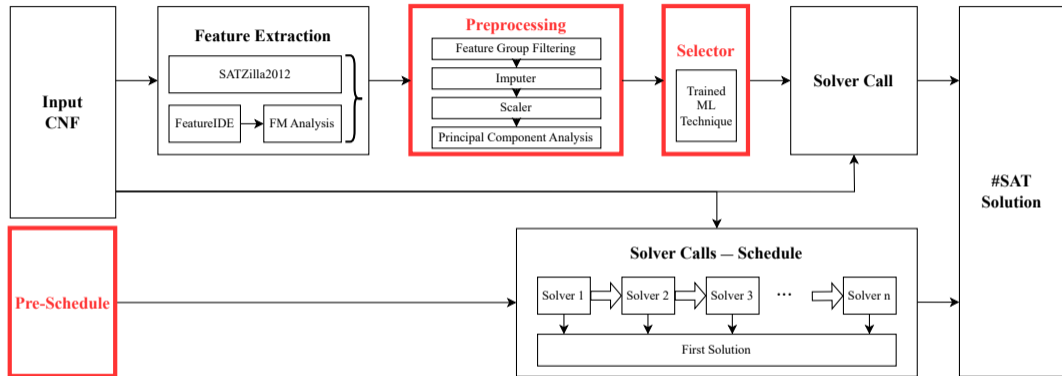 Input
CNF
Feature Extraction
SATZilla2012
FeatureIDE
FM Analysis
Preprocessing
Feature Group Filtering
Imputer
Scaler
Principal Component Analysis
Selector
Trained
ML
Technique
Solver Call
#SAT
Solution
Pre-Schedule
Solver Calls — Schedule
Solver 1
Solver 2
Solver 3
...
Solver n
First Solution